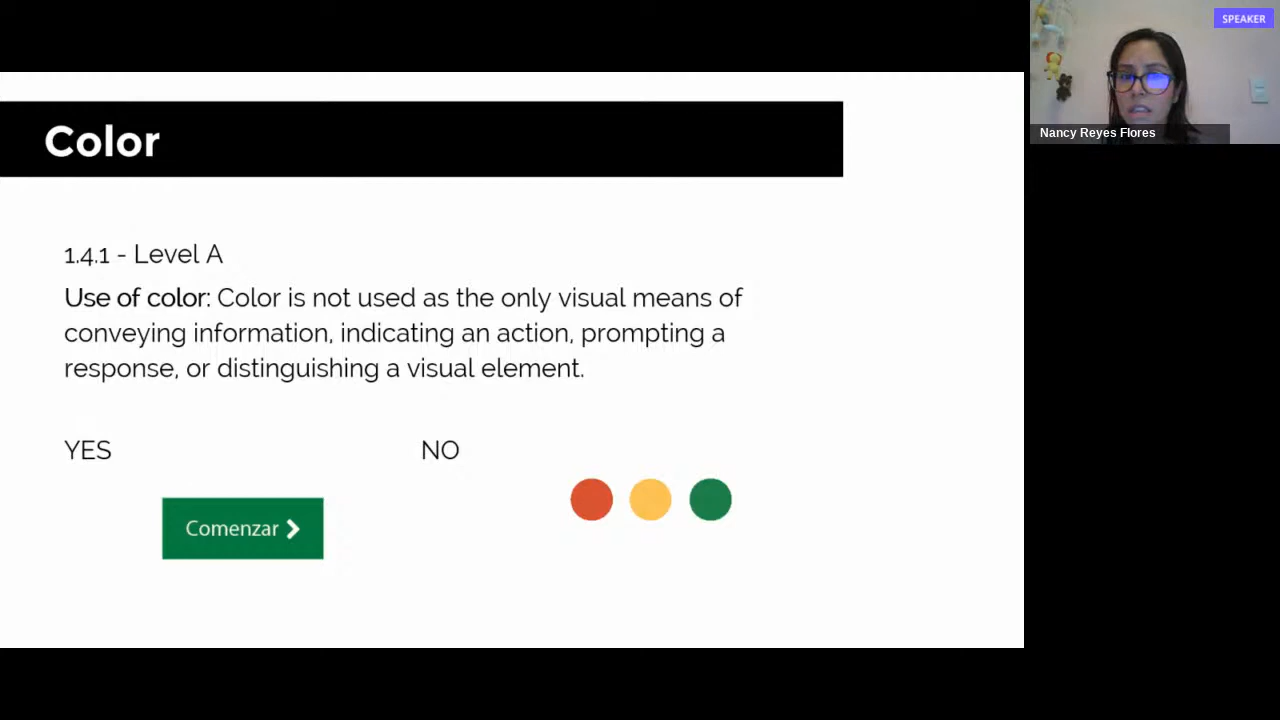 SPEAKER
Nancy Reyes Flores
Color
1.4.1 - Level A
Use of color: Color is not used as the only visual means of
conveying information, indicating an action, prompting a
response, or distinguishing a visual element.
YES
NO
Comenzar